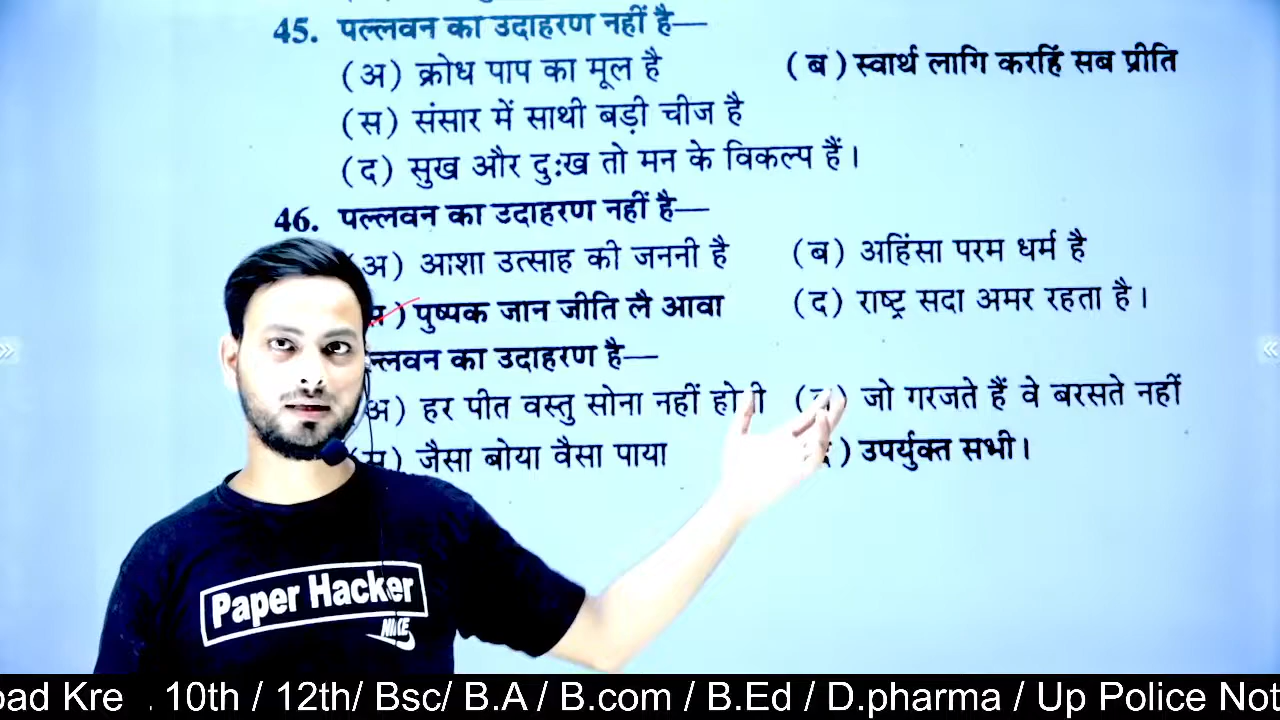 45. पल्लवन का उदाहरण नहीं है—
(अ) क्रोध पाप का मूल है (ब) स्वार्थ लागि करहिं सब प्रीति
(स) संसार में साथी बड़ी चीज है
(द) सुख और दुःख तो मन के विकल्प हैं।
46. पल्लवन का उदाहरण नहीं है—
अ) आशा उत्साह की जननी है (ब) अहिंसा परम धर्म है
) पुष्पक जान जीति लै आवा (द) राष्ट्र सदा अमर रहता है।
का उदाहरण है—
अ) हर पीत वस्तु सोना नहीं (ब) जो गरजते हैं वे बरसते नहीं
स) जैसा बोया वैसा पाया ) उपर्युक्त सभी।
Paper Hacker
NIKE
oad Kre . 10th / 12th/ Bsc/ B.A / B.com / B.Ed / D.pharma / Up Police Not